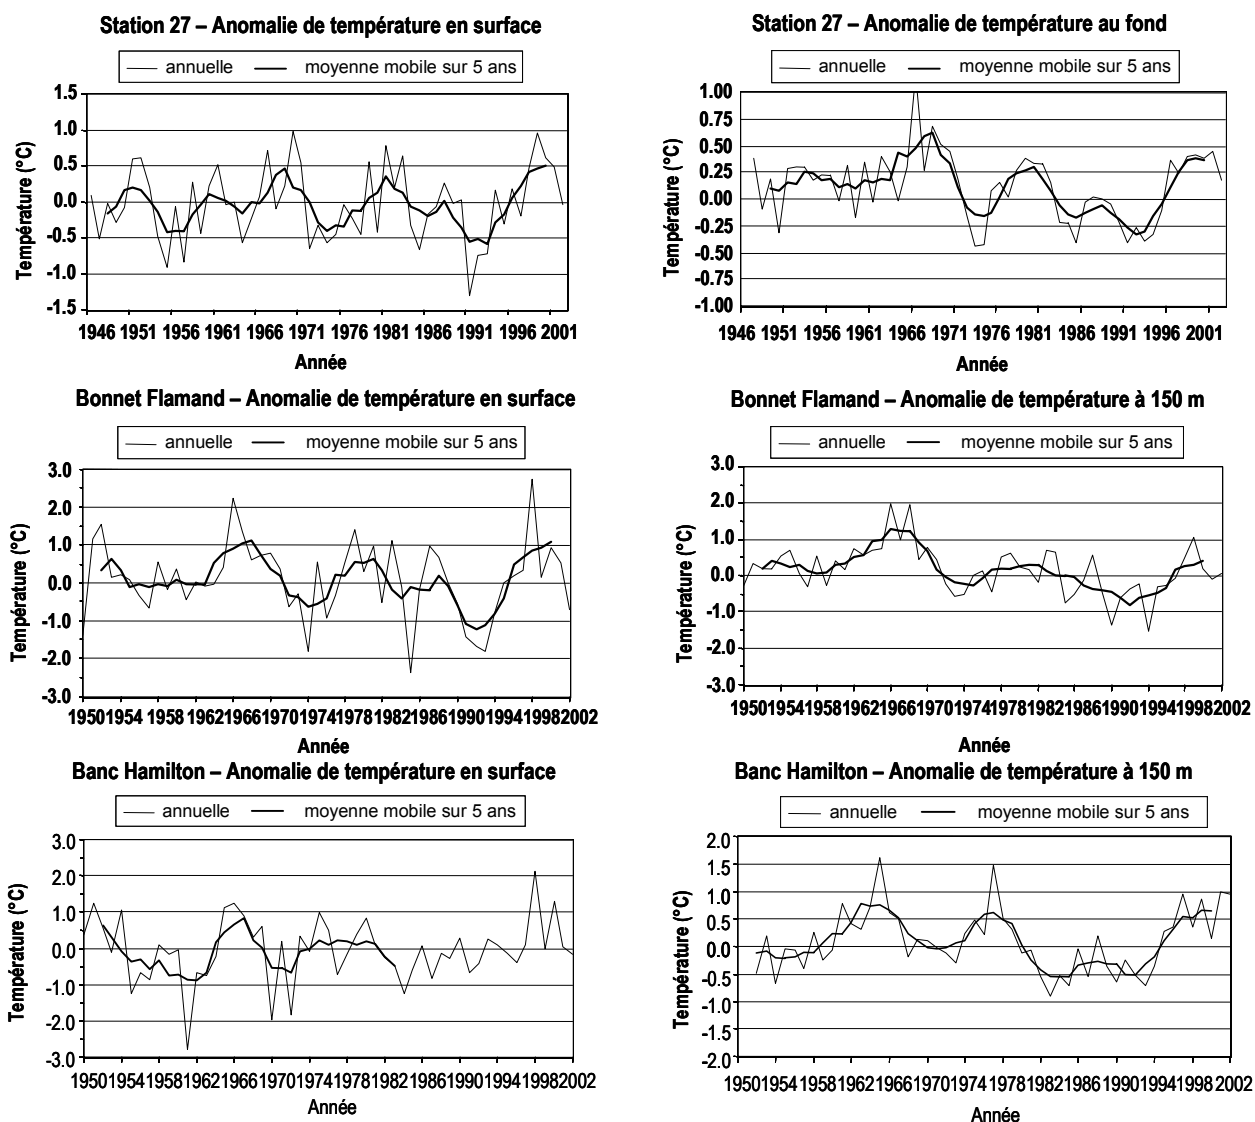 Station 27 – Anomalie de température en surface
annuelle moyenne mobile sur 5 ans
Température (°C)
1.5
1.0
0.5
0.0
-0.5
-1.0
-1.5
1946 1951 1956 1961 1966 1971 1976 1981 1986 1991 1996 2001
Année
Station 27 – Anomalie de température au fond
annuelle moyenne mobile sur 5 ans
Température (°C)
1.00
0.75
0.50
0.25
0.00
-0.25
-0.50
-0.75
-1.00
1946 1951 1956 1961 1966 1971 1976 1981 1986 1991 1996 2001
Année
Bonnet Flamand – Anomalie de température en surface
annuelle moyenne mobile sur 5 ans
Température (°C)
3.0
2.0
1.0
0.0
-1.0
-2.0
-3.0
1950 1954 1958 1962 1966 1970 1974 1978 1982 1986 1990 1994 1998 2002
Année
Bonnet Flamand – Anomalie de température à 150 m
annuelle moyenne mobile sur 5 ans
Température (°C)
3.0
2.0
1.0
0.0
-1.0
-2.0
-3.0
1950 1954 1958 1962 1966 1970 1974 1978 1982 1986 1990 1994 1998 2002
Année
Banc Hamilton – Anomalie de température en surface
annuelle moyenne mobile sur 5 ans
Température (°C)
3.0
2.0
1.0
0.0
-1.0
-2.0
-3.0
1950 1954 1958 1962 1966 1970 1974 1978 1982 1986 1990 1994 1998 2002
Année
Banc Hamilton – Anomalie de température à 150 m
annuelle moyenne mobile sur 5 ans
Température (°C)
2.0
1.5
1.0
0.5
0.0
-0.5
-1.0
-1.5
-2.0
1950 1954 1958 1962 1966 1970 1974 1978 1982 1986 1990 1994 1998 2002
Année